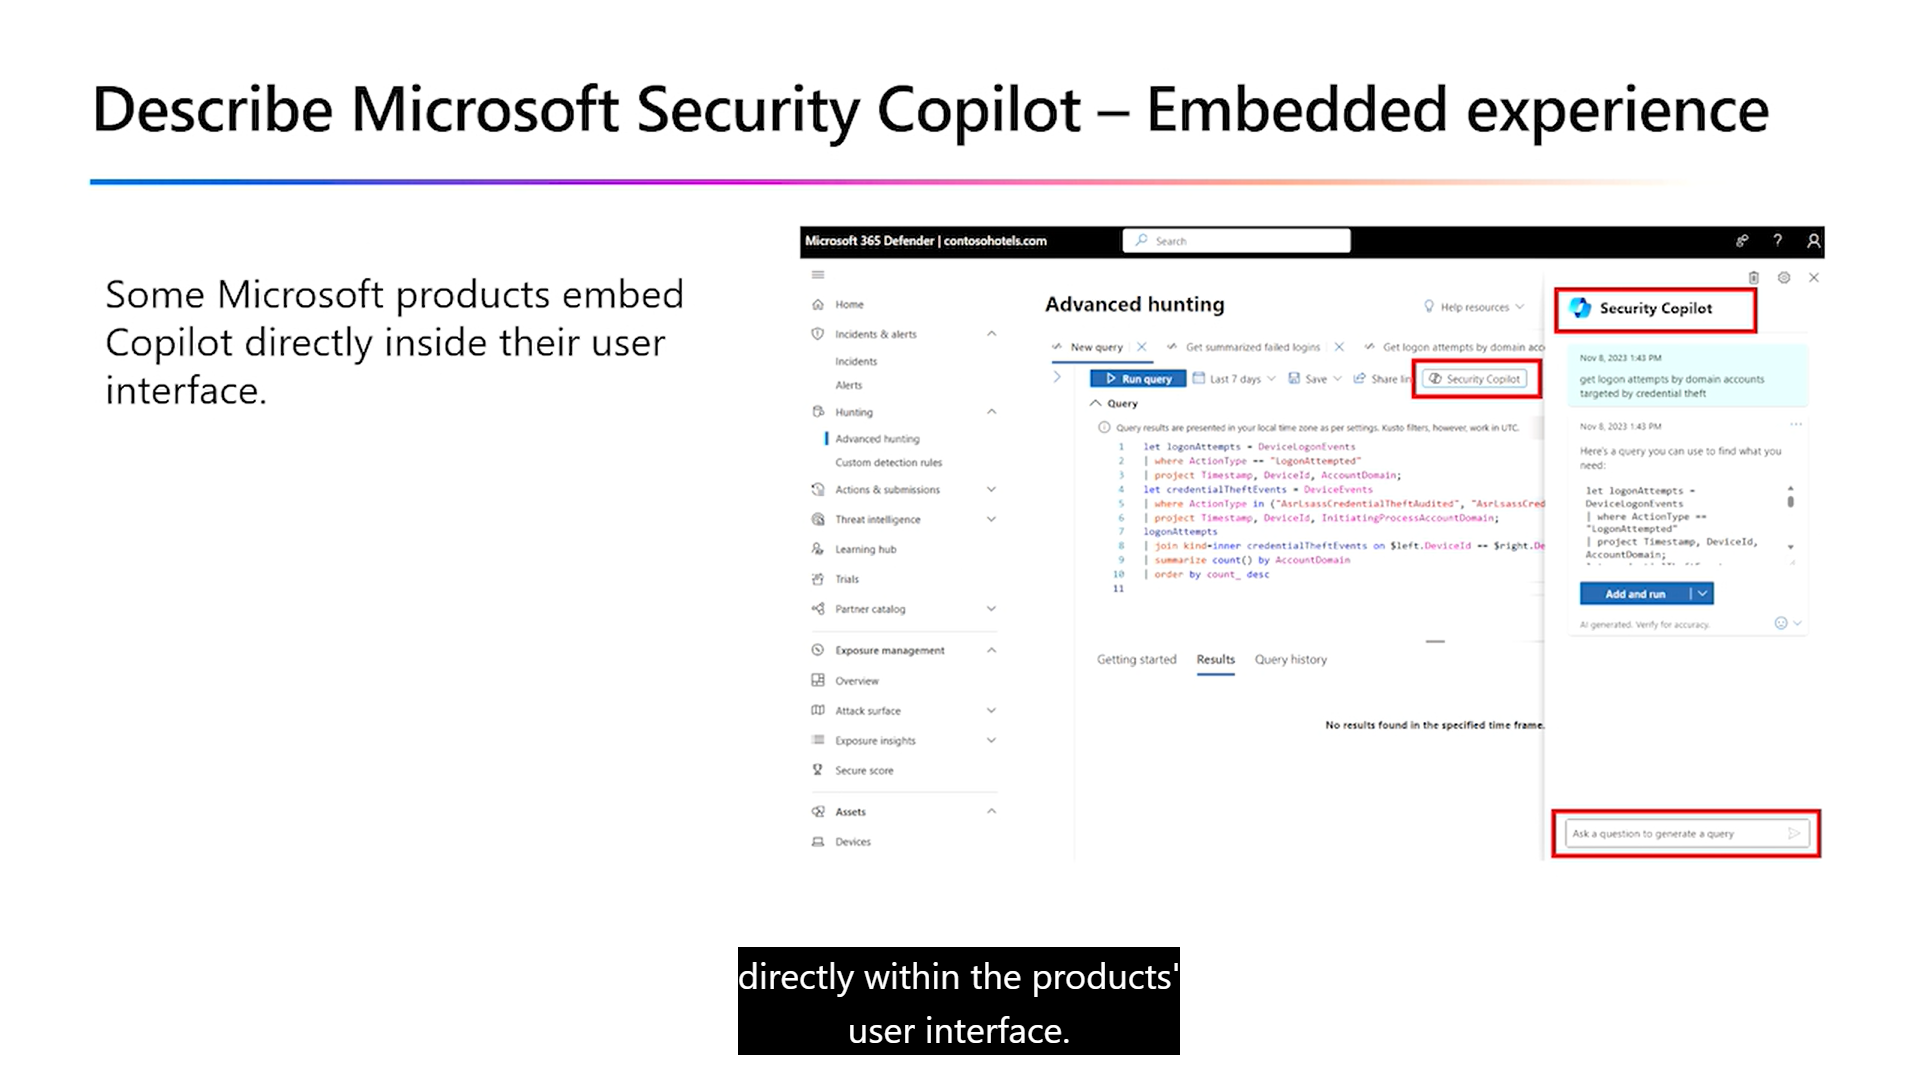 Describe Microsoft Security Copilot – Embedded experience
Some Microsoft products embed
Copilot directly inside their user
interface.
Microsoft 365 Defender | contosohotels.com
Search
Home
Incidents & alerts
Incidents
Alerts
Hunting
Advanced hunting
Custom detection rules
Actions & submissions
Threat intelligence
Learning hub
Trials
Partner catalog
Exposure management
Overview
Attack surface
Exposure insights
Secure score
Assets
Devices
Advanced hunting
Help resources
New query
Get summarized failed logins
Get logon attempts by domain acc
Run query
Last 7 days
Save
Share lin
Security Copilot
Query
Query results are presented in your local time zone as per settings. Kusto filters, however, work in UTC.
1 let logonAttempts = DeviceLogonEvents
2 | where ActionType == "LogonAttempted"
3 | project Timestamp, DeviceId, AccountDomain;
4 let credentialTheftEvents = DeviceEvents
5 | where ActionType in ("AsrLsassCredentialTheftAudited", "AsrLsassCred
6 | project Timestamp, DeviceId, InitiatingProcessAccountDomain;
7 logonAttempts
8 | join kind=inner credentialTheftEvents on $left.DeviceId == $right.De
9 | summarize count() by AccountDomain
10 | order by count_ desc
11
Getting started
Results
Query history
No results found in the specified time frame.
Security Copilot
Nov 8, 2023 1:43 PM
get logon attempts by domain accounts
targeted by credential theft
Nov 8, 2023 1:43 PM
Here's a query you can use to find what you
need:
let logonAttempts =
DeviceLogonEvents
| where ActionType ==
"LogonAttempted"
| project Timestamp, DeviceId,
AccountDomain;
Add and run
AI generated. Verify for accuracy.
Ask a question to generate a query
directly within the products'
user interface.